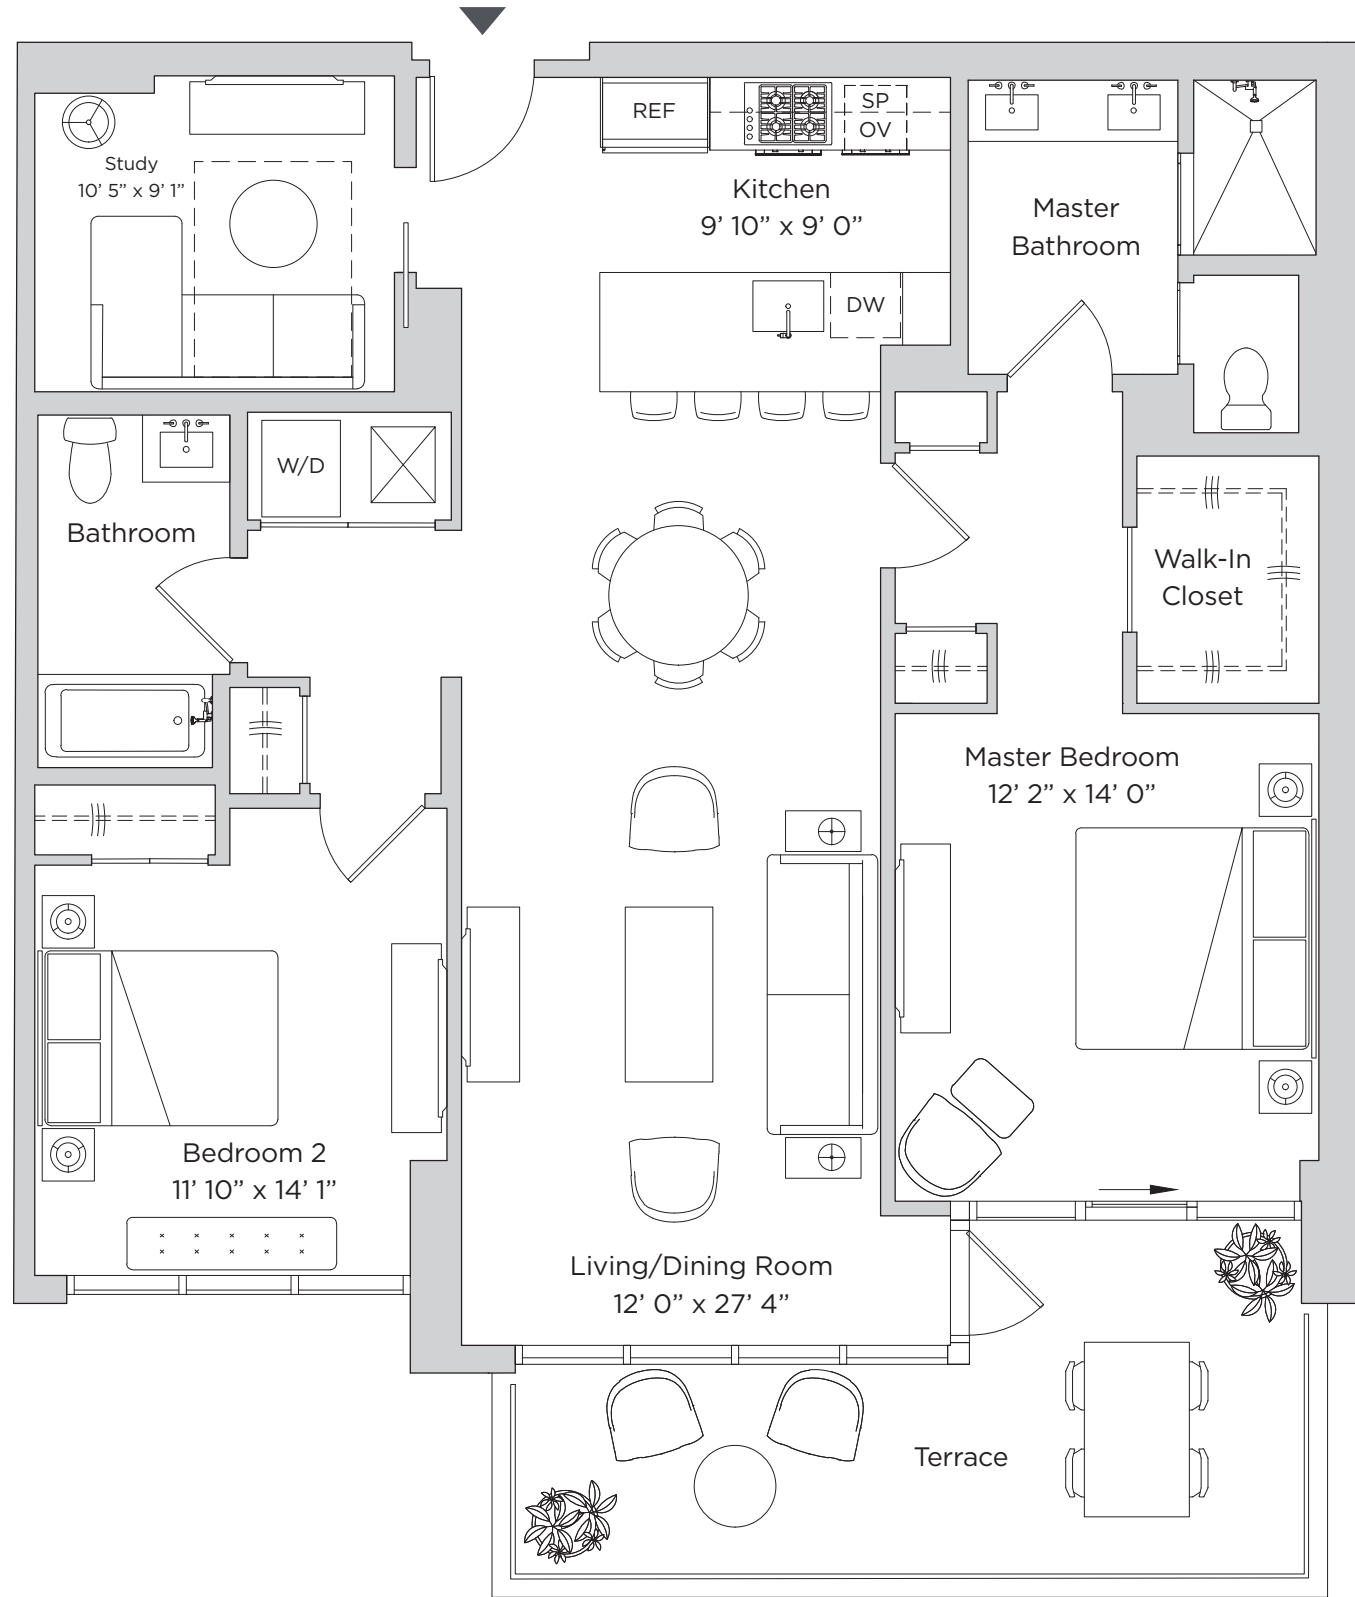 REF
SP
OV
Study
10’ 5” x 9’ 1”
Kitchen
9’ 10” x 9’ 0”
Master
Bathroom
DW
W/D
Bathroom
Walk-In
Closet
Master Bedroom
12’ 2” x 14’ 0”
Bedroom 2
11’ 10” x 14’ 1”
Living/Dining Room
12’ 0” x 27’ 4”
Terrace